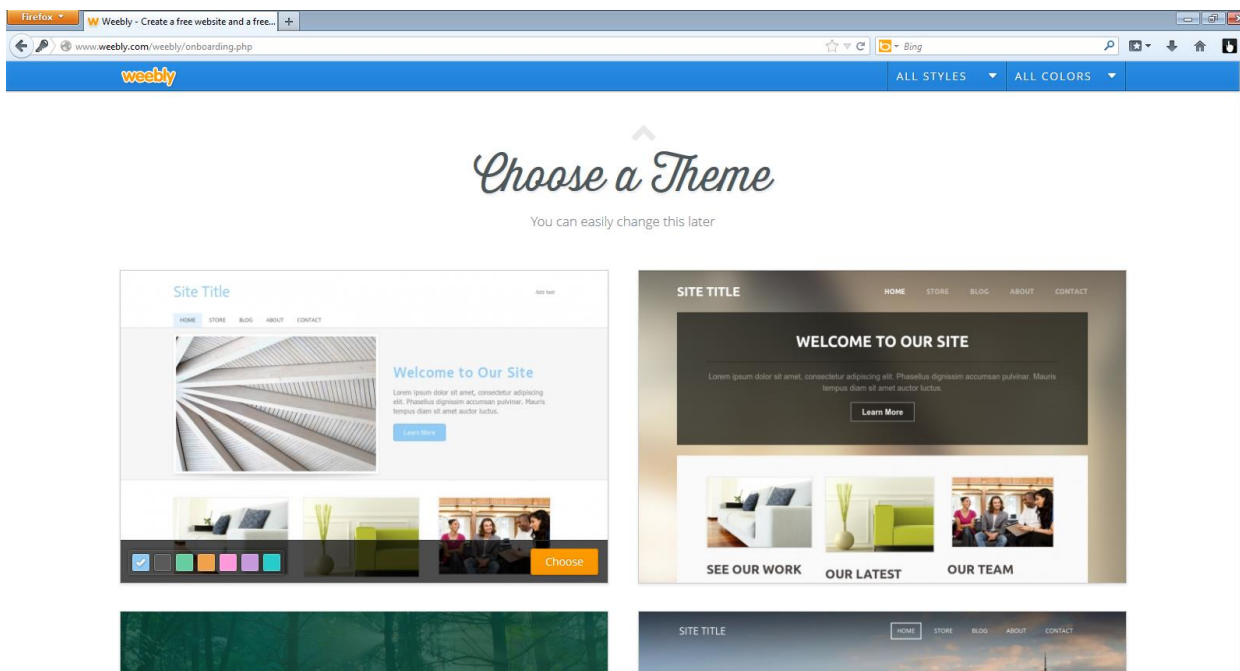 Firefox
Weebly - Create a free website and a free...
www.weebly.com/weebly/onboarding.php
Bing
weebly
ALL STYLES
ALL COLORS
Choose a Theme
You can easily change this later
Site Title
Add text
HOME STORE BLOG ABOUT CONTACT
Welcome to Our Site
Lorem ipsum dolor sit amet, consectetur adipiscing
elit. Phasellus dignissim accumsan pulvinar. Mauris
tempus diam sit amet auctor luctus.
Learn More
Choose
SITE TITLE
HOME STORE BLOG ABOUT CONTACT
WELCOME TO OUR SITE
Lorem ipsum dolor sit amet, consectetur adipiscing elit. Phasellus dignissim accumsan pulvinar. Mauris
tempus diam sit amet auctor luctus.
Learn More
SEE OUR WORK
OUR LATEST
OUR TEAM
SITE TITLE
HOME STORE BLOG ABOUT CONTACT